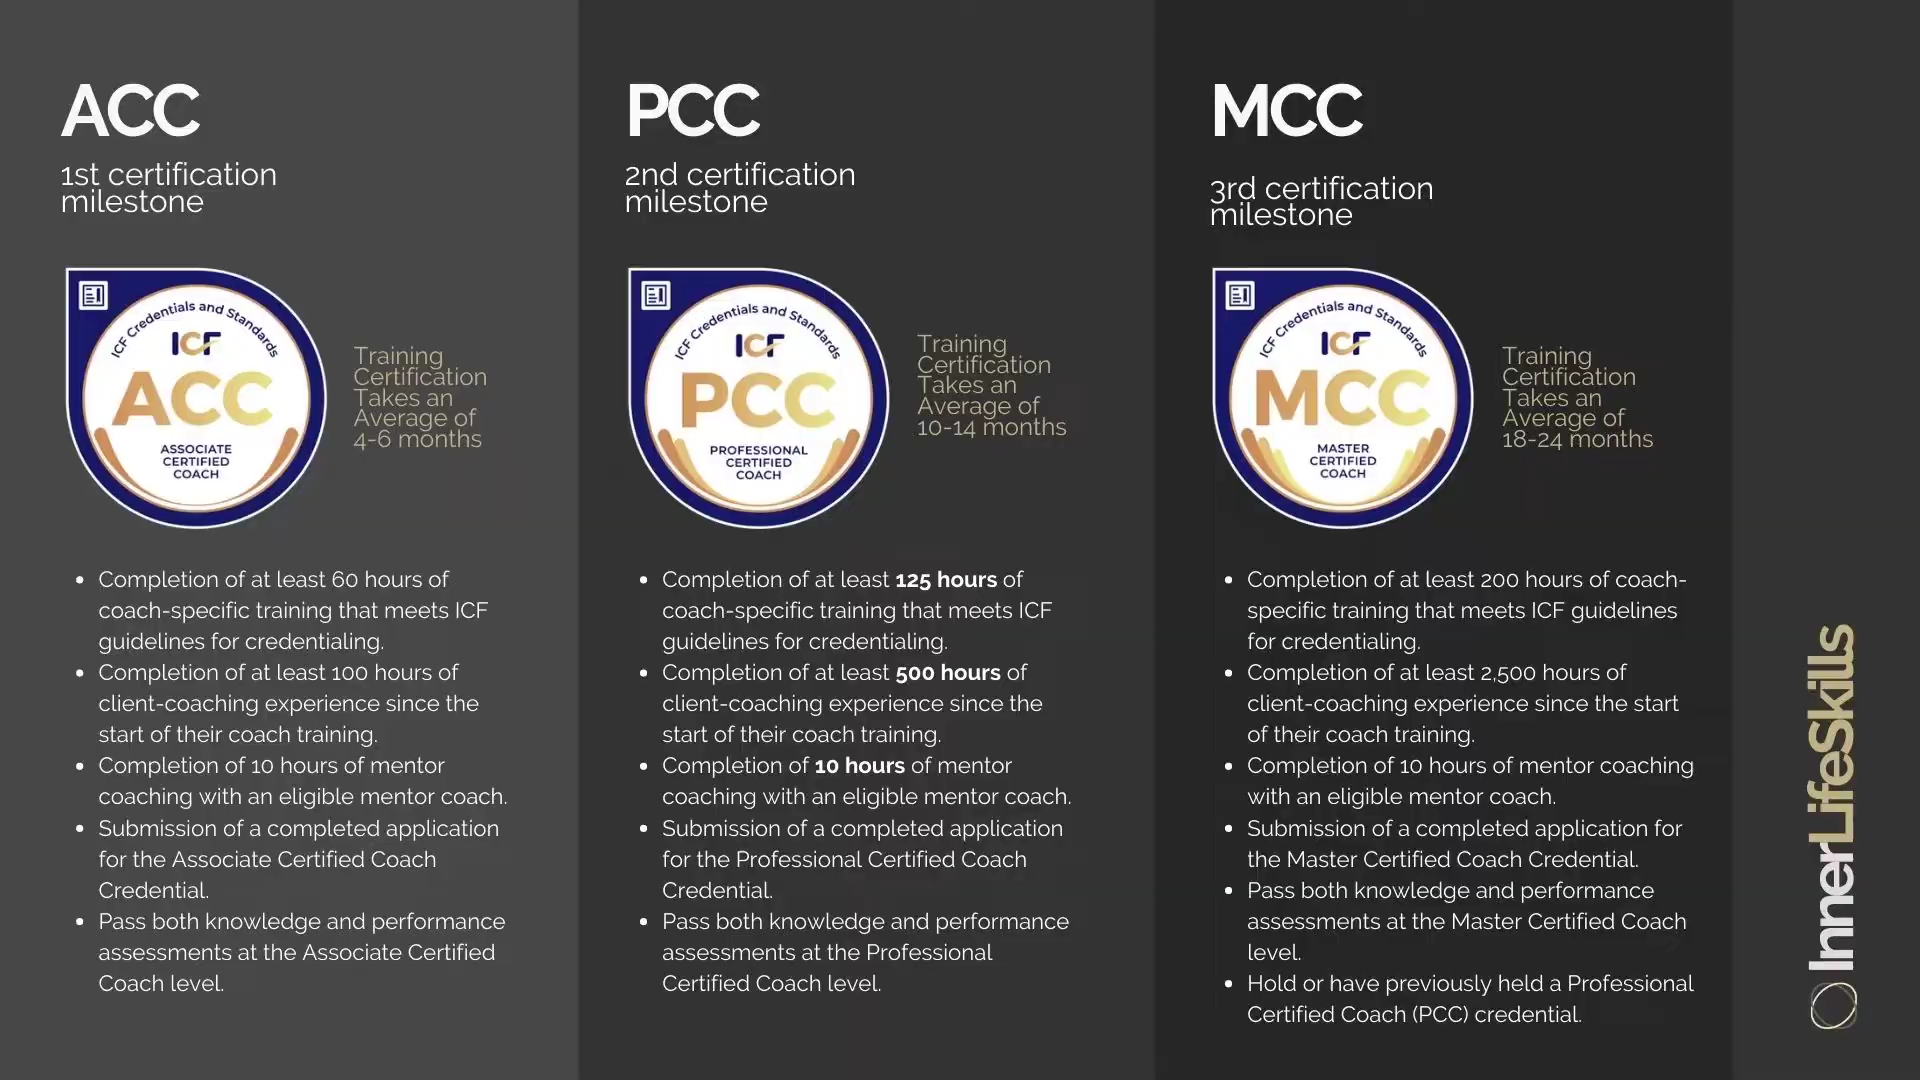 ACC
1st certification
milestone
ICF Credentials and Standards
ICF
ACC
ASSOCIATE
CERTIFIED
COACH
Training
Certification
Takes an
Average of
4-6 months
• Completion of at least 60 hours of
coach-specific training that meets ICF
guidelines for credentialing.
• Completion of at least 100 hours of
client-coaching experience since the
start of their coach training.
• Completion of 10 hours of mentor
coaching with an eligible mentor coach.
• Submission of a completed application
for the Associate Certified Coach
Credential.
• Pass both knowledge and performance
assessments at the Associate Certified
Coach level.
PCC
2nd certification
milestone
ICF Credentials and Standards
ICF
PCC
PROFESSIONAL
CERTIFIED
COACH
Training
Certification
Takes an
Average of
10-14 months
• Completion of at least 125 hours of
coach-specific training that meets ICF
guidelines for credentialing.
• Completion of at least 500 hours of
client-coaching experience since the
start of their coach training.
• Completion of 10 hours of mentor
coaching with an eligible mentor coach.
• Submission of a completed application
for the Professional Certified Coach
Credential.
• Pass both knowledge and performance
assessments at the Professional
Certified Coach level.
MCC
3rd certification
milestone
ICF Credentials and Standards
ICF
MCC
MASTER
CERTIFIED
COACH
Training
Certification
Takes an
Average of
18-24 months
• Completion of at least 200 hours of coach-
specific training that meets ICF guidelines
for credentialing.
• Completion of at least 2,500 hours of
client-coaching experience since the start
of their coach training.
• Completion of 10 hours of mentor coaching
with an eligible mentor coach.
• Submission of a completed application for
the Master Certified Coach Credential.
• Pass both knowledge and performance
assessments at the Master Certified Coach
level.
• Hold or have previously held a Professional
Certified Coach (PCC) credential.
InnerLifeSkills